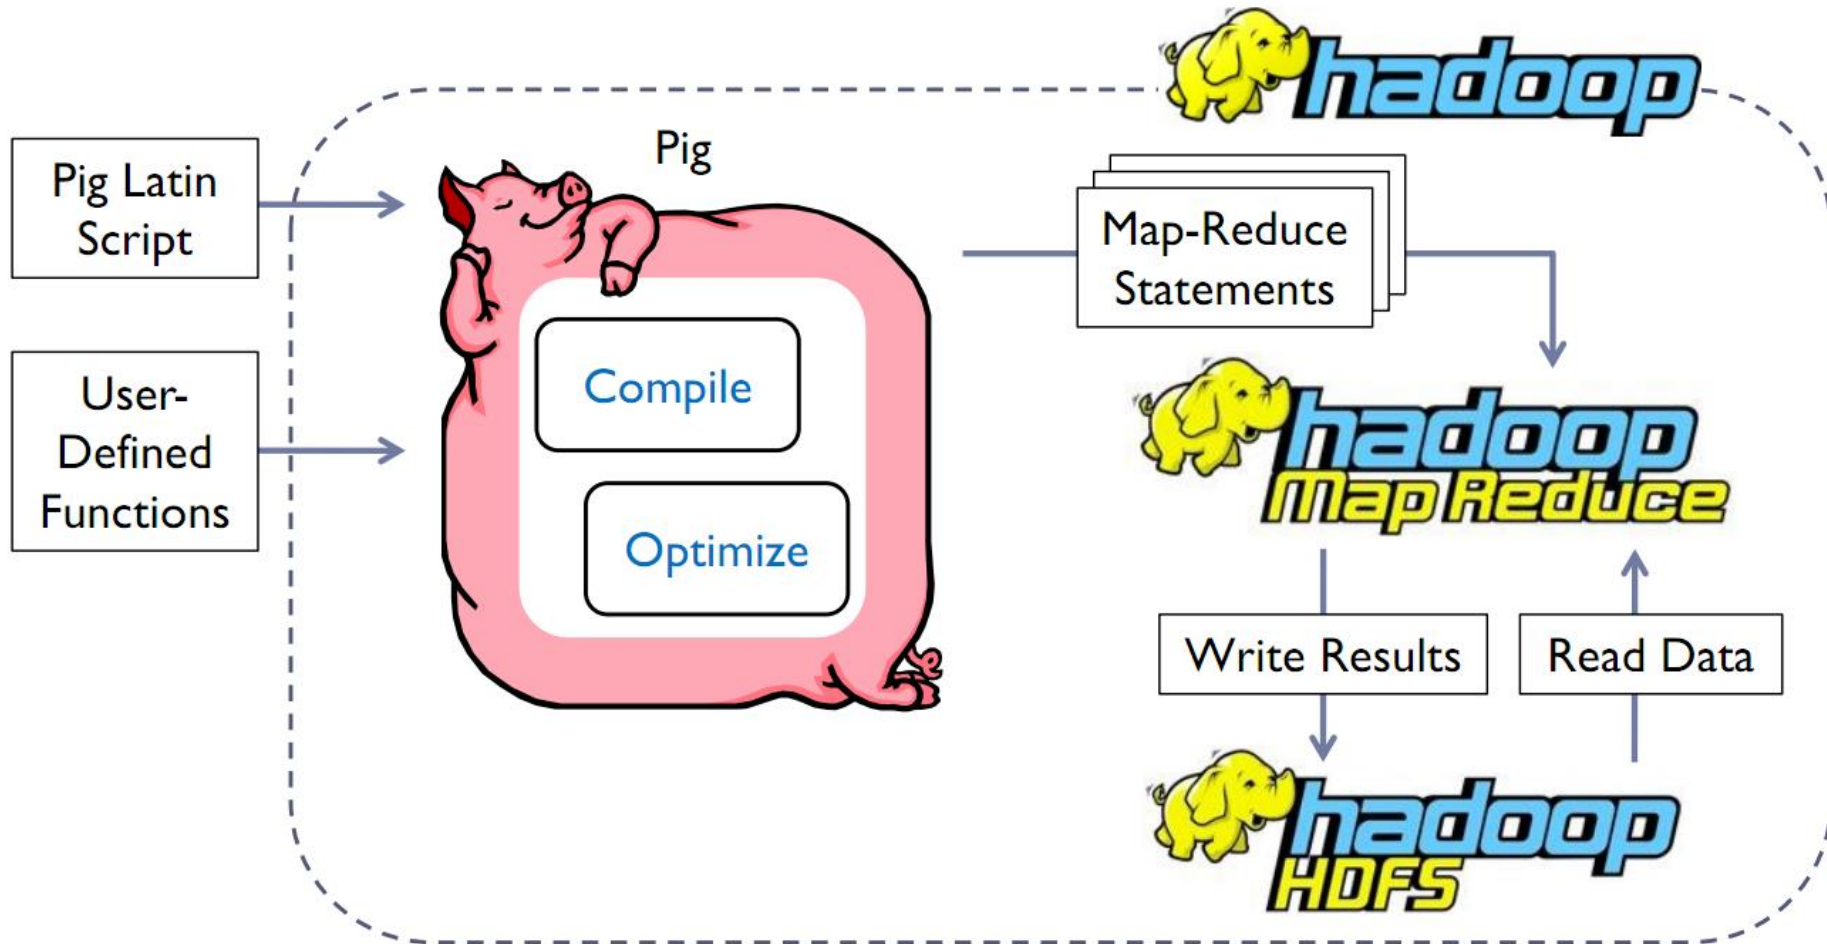 hadoop
Pig
Pig Latin
Script
Map-Reduce
Statements
User-
Defined
Functions
Compile
Optimize
hadoop
Map Reduce
Write Results
Read Data
hadoop
HDFS